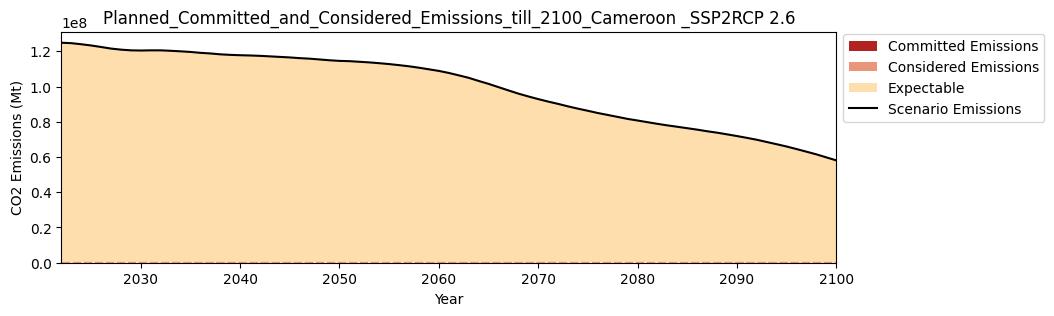 Planned_Committed_and_Considered_Emissions_till_2100_Cameroon _SSP2RCP 2.6
1e8
1.2
1.0
0.8
0.6
0.4
0.2
0.0
CO2 Emissions (Mt)
2030 2040 2050 2060 2070 2080 2090 2100
Year
Committed Emissions
Considered Emissions
Expectable
Scenario Emissions